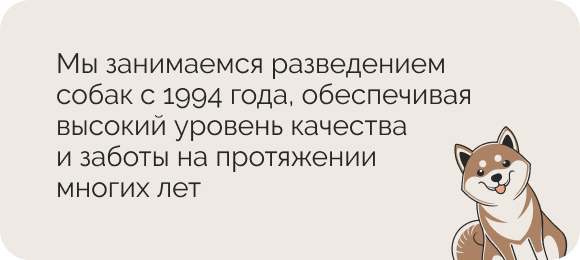 Мы занимаемся разведением
собак с 1994 года, обеспечивая
высокий уровень качества
и заботы на протяжении
многих лет